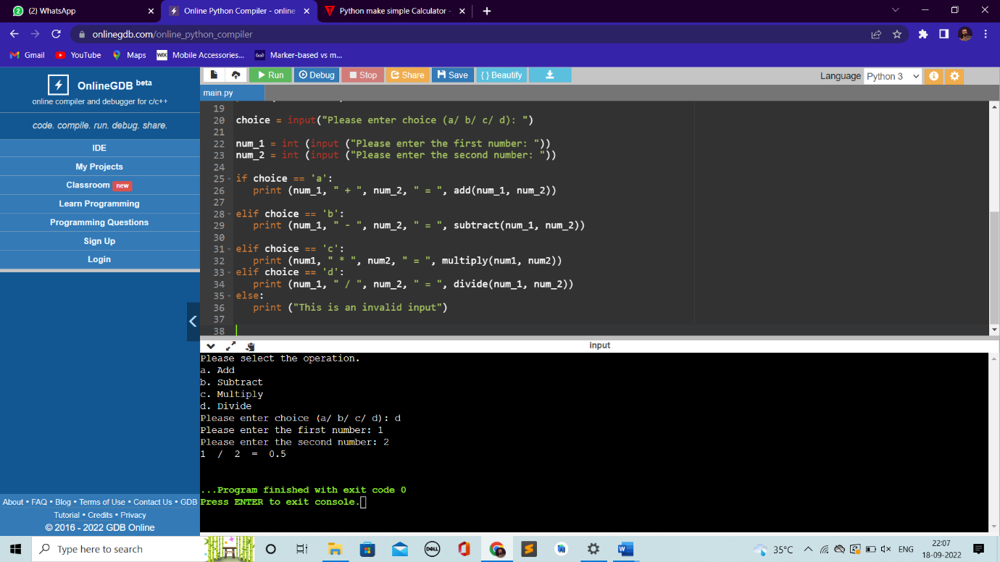 (2) WhatsApp
Online Python Compiler - online
Python make simple Calculator -
onlinegdb.com/online_python_compiler
Gmail
YouTube
Maps
WIX
Mobile Accessories...
Marker-based vs m...
OnlineGDB beta
online compiler and debugger for c/c++
code. compile. run. debug. share.
IDE
My Projects
Classroom new
Learn Programming
Programming Questions
Sign Up
Login
About • FAQ • Blog • Terms of Use • Contact Us • GDB
Tutorial • Credits • Privacy
© 2016 - 2022 GDB Online
Run
Debug
Stop
Share
Save
{ } Beautify
Language Python 3
main.py
19
20 choice = input("Please enter choice (a/ b/ c/ d): ")
21
22 num_1 = int (input ("Please enter the first number: "))
23 num_2 = int (input ("Please enter the second number: "))
24
25 if choice == 'a':
26 print (num_1, " + ", num_2, " = ", add(num_1, num_2))
27
28 elif choice == 'b':
29 print (num_1, " - ", num_2, " = ", subtract(num_1, num_2))
30
31 elif choice == 'c':
32 print (num1, " * ", num2, " = ", multiply(num1, num2))
33 elif choice == 'd':
34 print (num_1, " / ", num_2, " = ", divide(num_1, num_2))
35 else:
36 print ("This is an invalid input")
37
38
input
Please select the operation.
a. Add
b. Subtract
c. Multiply
d. Divide
Please enter choice (a/ b/ c/ d): d
Please enter the first number: 1
Please enter the second number: 2
1 / 2 = 0.5
...Program finished with exit code 0
Press ENTER to exit console.
Type here to search
DELL
35°C
ENG
22:07
18-09-2022